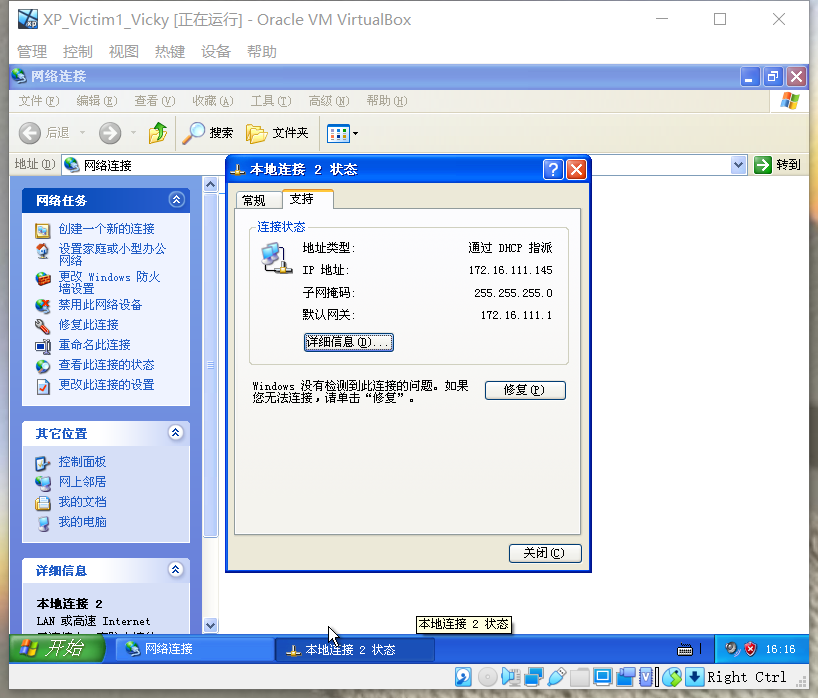 XP_Victim1_Vicky [正在运行] - Oracle VM VirtualBox
管理 控制 视图 热键 设备 帮助
网络连接
文件(F) 编辑(E) 查看(V) 收藏(A) 工具(T) 高级(N) 帮助(H)
后退 搜索 文件夹
地址(D) 网络连接 转到
网络任务
创建一个新的连接
设置家庭或小型办公
网络
更改 Windows 防火
墙设置
禁用此网络设备
修复此连接
重命名此连接
查看此连接的状态
更改此连接的设置
其它位置
控制面板
网上邻居
我的文档
我的电脑
详细信息
本地连接 2
LAN 或高速 Internet
本地连接 2 状态
常规 支持
连接状态
地址类型: 通过 DHCP 指派
IP 地址: 172.16.111.145
子网掩码: 255.255.255.0
默认网关: 172.16.111.1
详细信息(D)...
Windows 没有检测到此连接的问题。如果
您无法连接，请单击“修复”。
修复(P)
关闭(C)
本地连接 2 状态
开始 网络连接 本地连接 2 状态 16:16
Right Ctrl